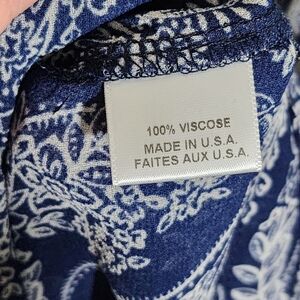 100% VISCOSE
MADE IN U.S.A.
FAITES AUX U.S.A.